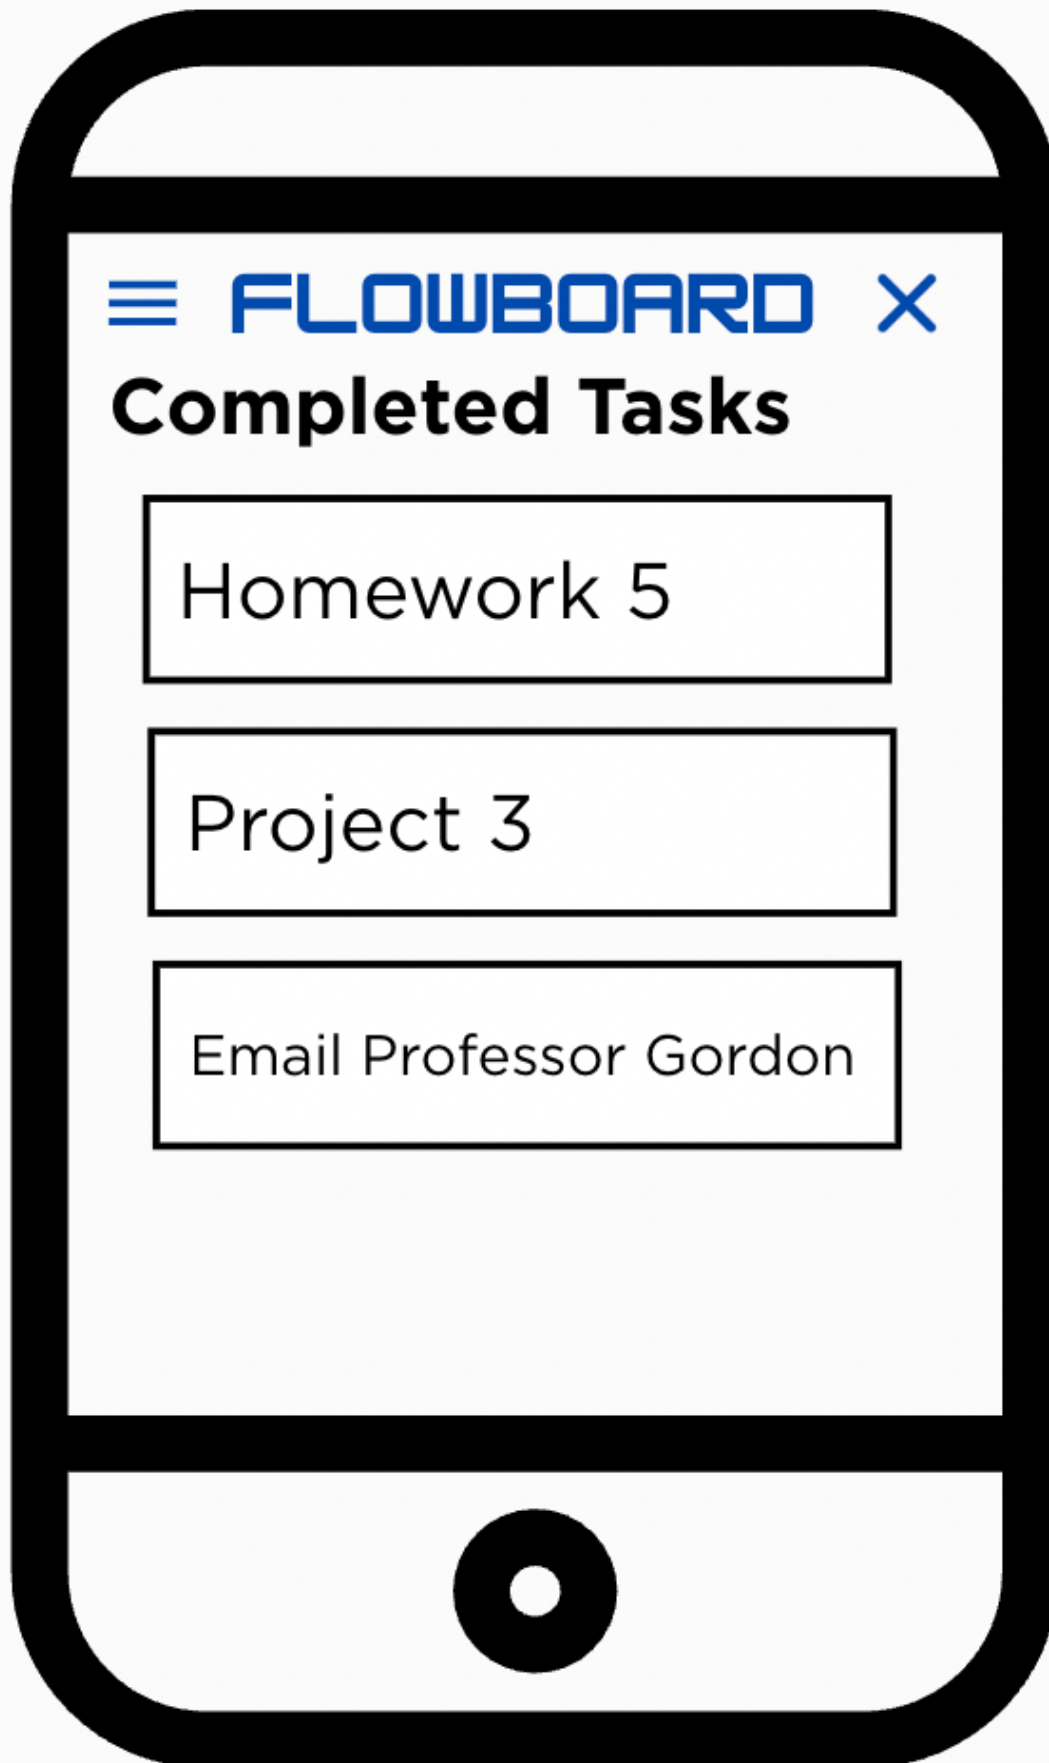 FLOWBOARD
Completed Tasks
Homework 5
Project 3
Email Professor Gordon